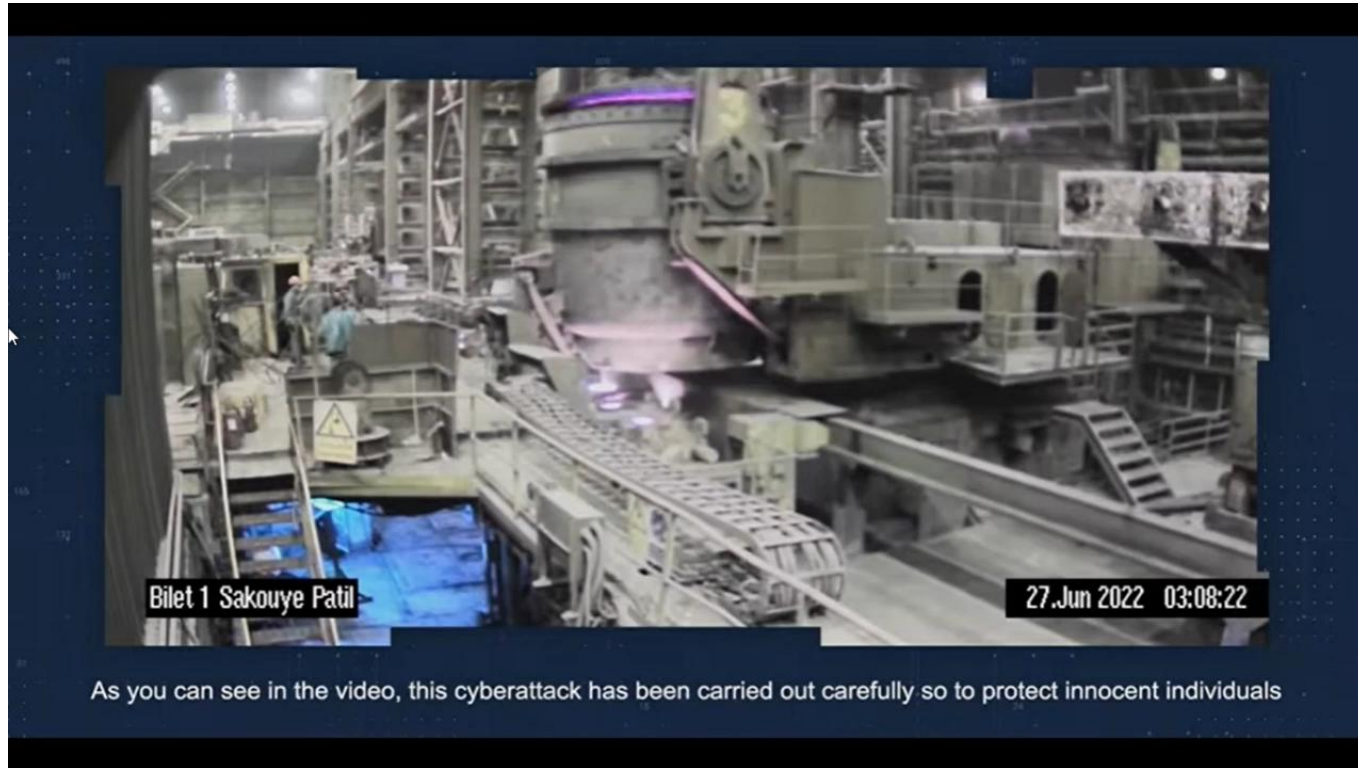 Bilet 1 Sakouye Patil
27.Jun 2022 03:08:22
As you can see in the video, this cyberattack has been carried out carefully so to protect innocent individuals